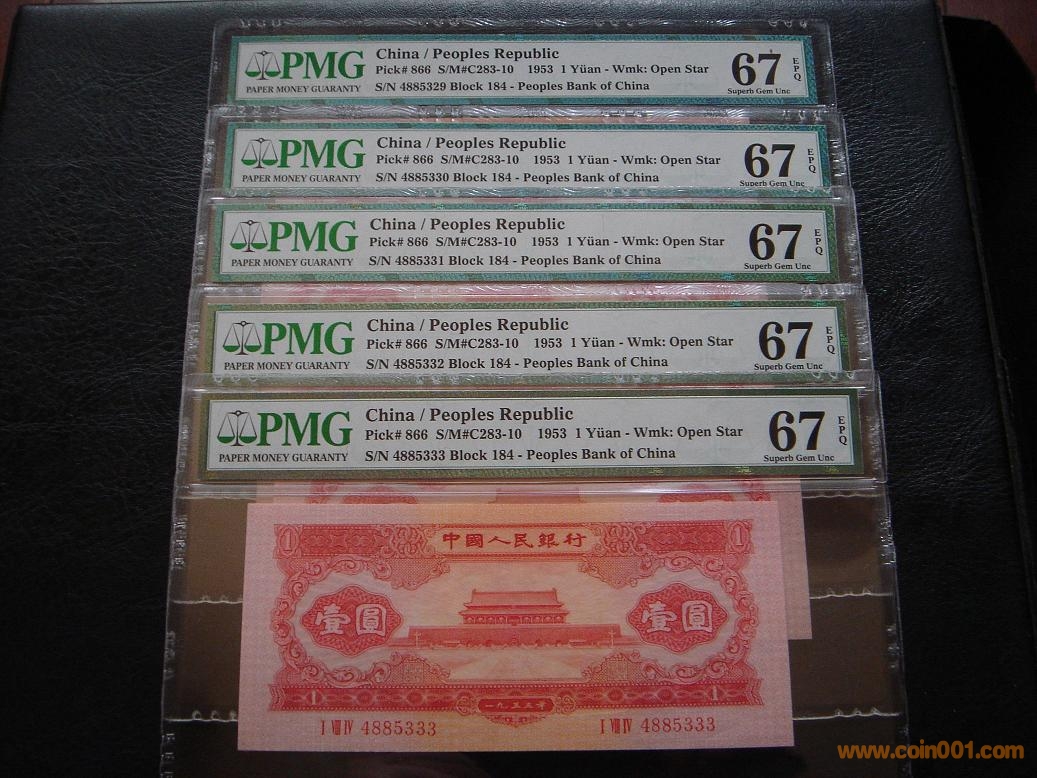 PMG
PAPER MONEY GUARANTY
China / Peoples Republic
Pick# 866 S/M#C283-10 1953 1 Yüan - Wmk: Open Star
S/N 4885329 Block 184 - Peoples Bank of China
67
EPQ
Superb Gem Unc
PMG
PAPER MONEY GUARANTY
China / Peoples Republic
Pick# 866 S/M#C283-10 1953 1 Yüan - Wmk: Open Star
S/N 4885330 Block 184 - Peoples Bank of China
67
EPQ
Superb Gem Unc
PMG
PAPER MONEY GUARANTY
China / Peoples Republic
Pick# 866 S/M#C283-10 1953 1 Yüan - Wmk: Open Star
S/N 4885331 Block 184 - Peoples Bank of China
67
EPQ
Superb Gem Unc
PMG
PAPER MONEY GUARANTY
China / Peoples Republic
Pick# 866 S/M#C283-10 1953 1 Yüan - Wmk: Open Star
S/N 4885332 Block 184 - Peoples Bank of China
67
EPQ
Superb Gem Unc
PMG
PAPER MONEY GUARANTY
China / Peoples Republic
Pick# 866 S/M#C283-10 1953 1 Yüan - Wmk: Open Star
S/N 4885333 Block 184 - Peoples Bank of China
67
EPQ
Superb Gem Unc
1 中國人民銀行 1
壹圓 壹圓
1 一九五三年 1
I VIII IV 4885333 I VIII IV 4885333
www.coin001.com